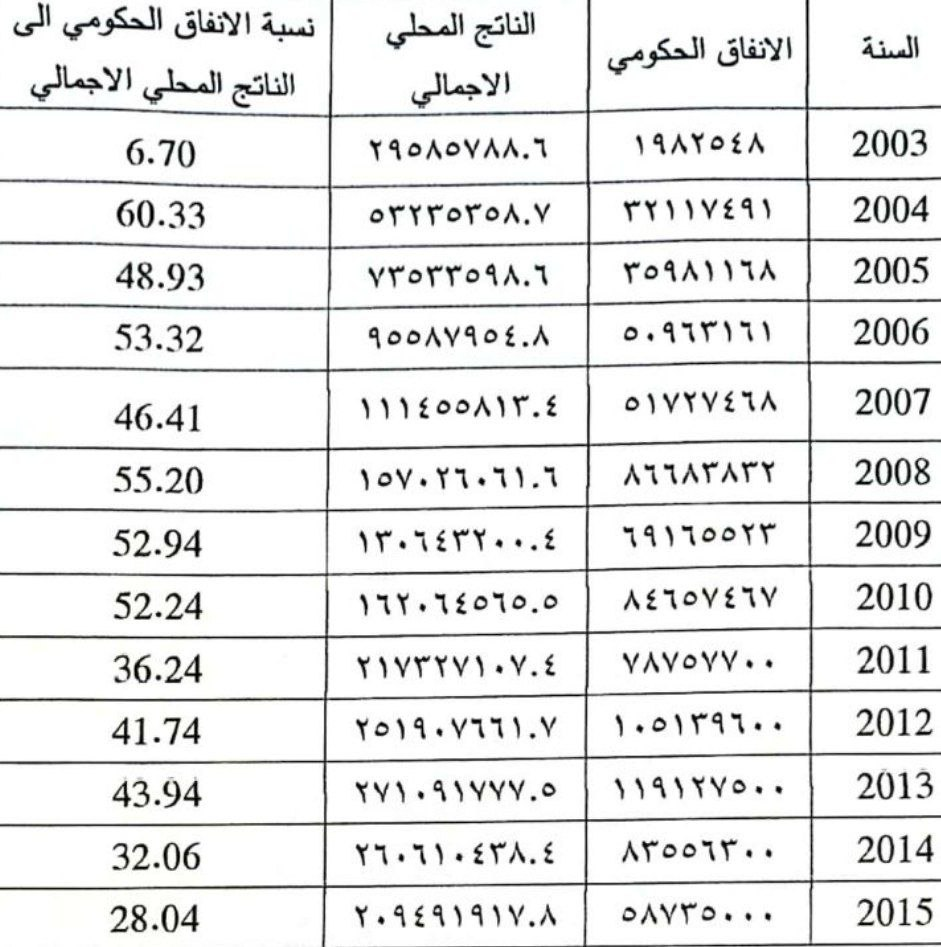 السنة الانفاق الحكومي الناتج المحلي الاجمالي نسبة الانفاق الحكومي الى الناتج المحلي الاجمالي
2003 ١٩٨٢٥٤٨ ٢٩٥٨٥٧٨٨.٦ 6.70
2004 ٣٢١١٧٤٩١ ٥٣٢٣٥٣٥٨.٧ 60.33
2005 ٣٥٩٨١١٦٨ ٧٣٥٣٣٥٩٨.٦ 48.93
2006 ٥٠٩٦٣١٦١ ٩٥٥٨٧٩٥٤.٨ 53.32
2007 ٥١٧٢٧٤٦٨ ١١١٤٥٥٨١٣.٤ 46.41
2008 ٨٦٦٨٣٨٣٢ ١٥٧٠٢٦٠٦١.٦ 55.20
2009 ٦٩١٦٥٥٢٣ ١٣٠٦٤٣٢٠٠.٤ 52.94
2010 ٨٤٦٥٧٤٦٧ ١٦٢٠٦٤٥٦٥.٥ 52.24
2011 ٧٨٧٥٧٧٠٠ ٢١٧٣٢٧١٠٧.٤ 36.24
2012 ١٠٥١٣٩٦٠٠ ٢٥١٩٠٧٦٦١.٧ 41.74
2013 ١١٩١٢٧٥٠٠ ٢٧١٠٩١٧٧٧.٥ 43.94
2014 ٨٣٥٥٦٣٠٠ ٢٦٠٦١٠٤٣٨.٤ 32.06
2015 ٥٨٧٣٥٠٠٠ ٢٠٩٤٩١٩١٧.٨ 28.04